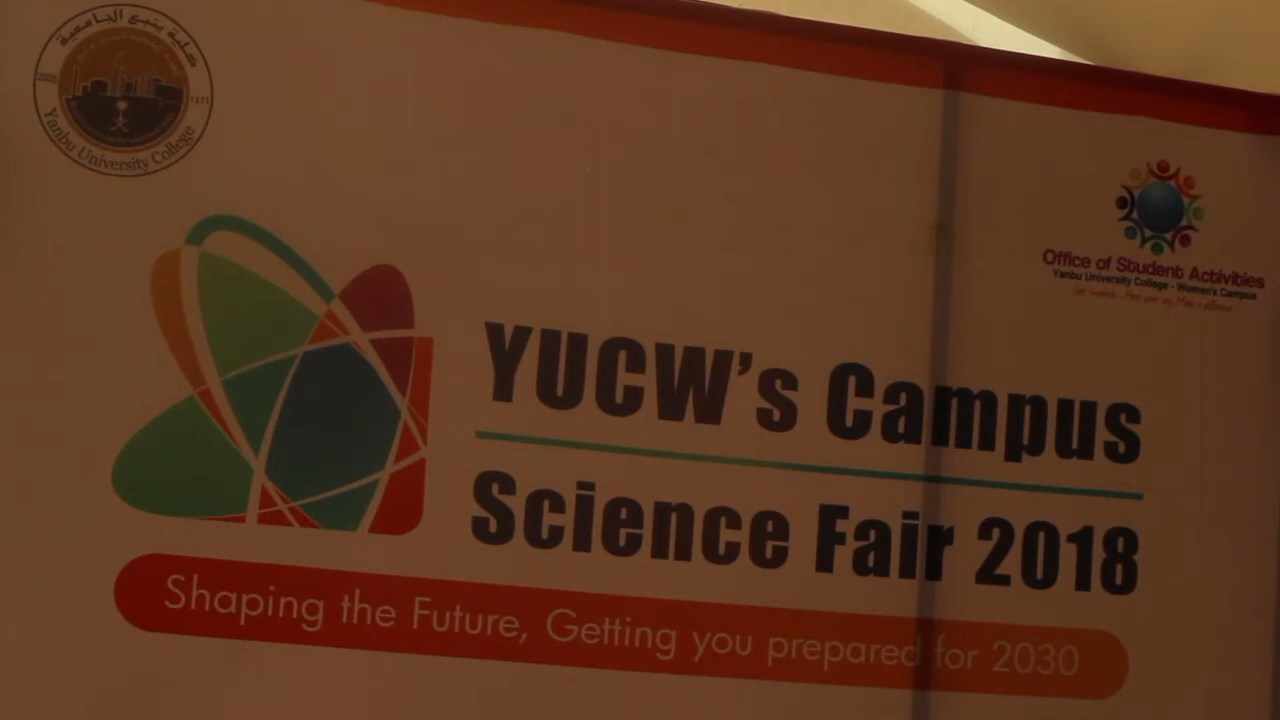 كلية ينبع الجامعية
2005
Yanbu University College
Office of Student Activities
Yanbu University College - Women's Campus
YUCW's Campus
Science Fair 2018
Shaping the Future, Getting you prepared for 2030